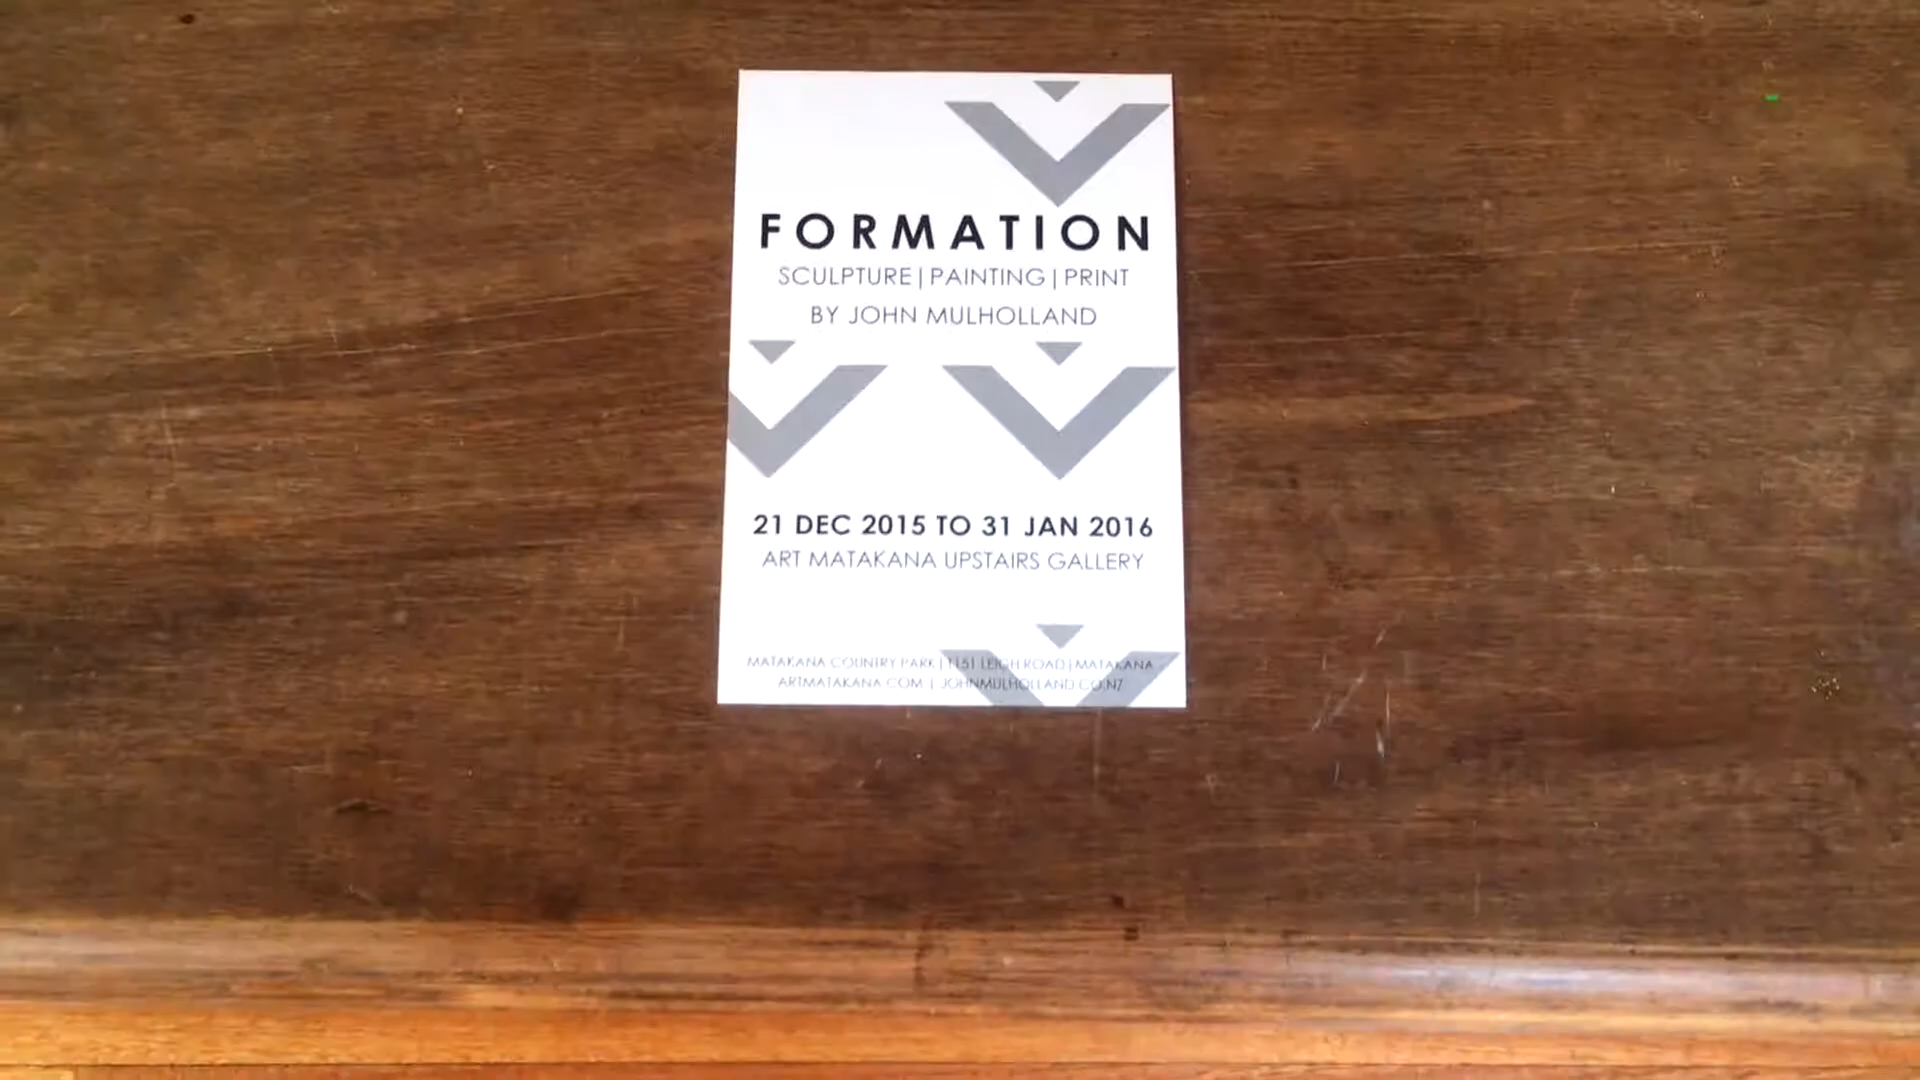 FORMATION
SCULPTURE|PAINTING|PRINT
BY JOHN MULHOLLAND
21 DEC 2015 TO 31 JAN 2016
ART MATAKANA UPSTAIRS GALLERY
MATAKANA COUNTRY PARK | 1151 LEIGH ROAD | MATAKANA
ARTMATAKANA.COM | JOHNMULHOLLAND.CO.NZ